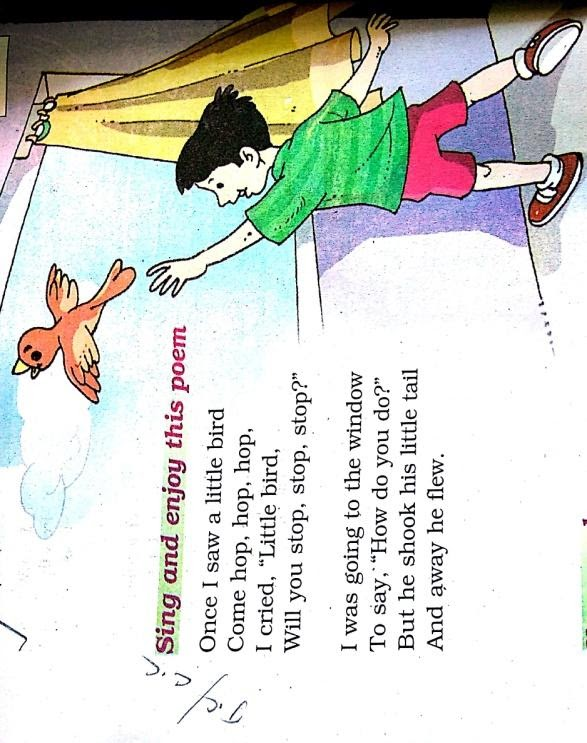 Sing and enjoy this poem
Once I saw a little bird
Come hop, hop, hop,
I cried, “Little bird,
Will you stop, stop, stop?”
I was going to the window
To say, “How do you do?”
But he shook his little tail
And away he flew.